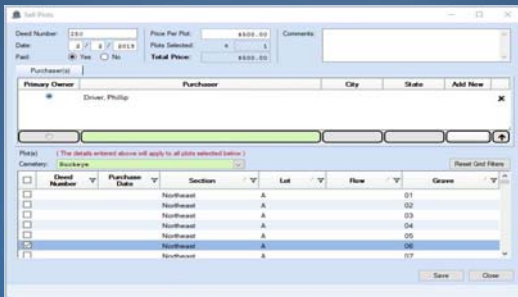 Sell Plots
Deed Number: 250 Price Per Plot: $500.00 Comments:
Date: 2 / 2 / 2019 Plots Selected: x 1
Paid: Yes No Total Price: $500.00
Purchaser(s)
Primary Owner Purchaser City State Add New
Driver, Phillip X
Plot(s) ( The details entered above will apply to all plots selected below )
Cemetery: Buckeye Reset Grid Filters
Deed Number Purchase Date Section Lot Row Grave
Northeast A 01
Northeast A 02
Northeast A 03
Northeast A 04
Northeast A 05
Northeast A 06
Northeast A 07
Save Close